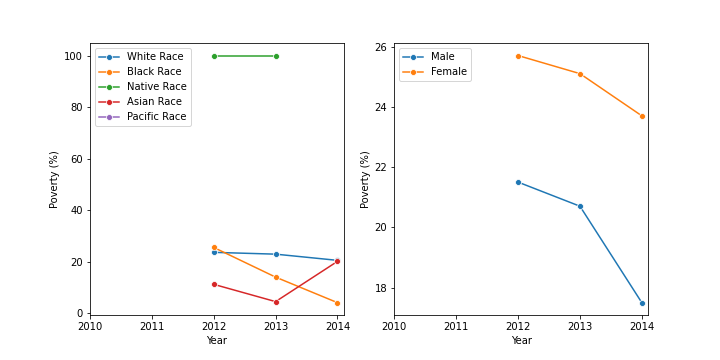 White Race
Black Race
Native Race
Asian Race
Pacific Race
100
80
60
40
20
0
Poverty (%)
2010 2011 2012 2013 2014
Year
Male
Female
26
24
22
20
18
Poverty (%)
2010 2011 2012 2013 2014
Year